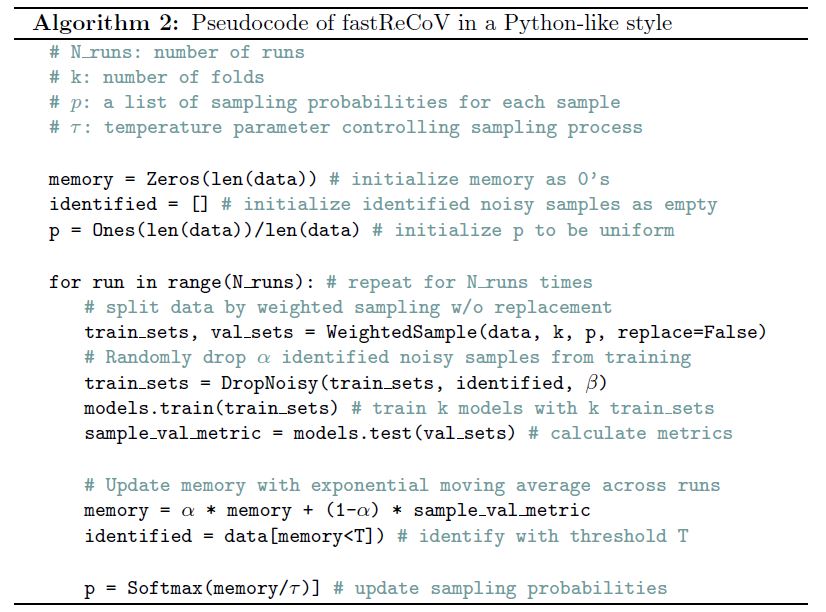 Algorithm 2: Pseudocode of fastReCoV in a Python-like style
# N_runs: number of runs
# k: number of folds
# p: a list of sampling probabilities for each sample
# τ: temperature parameter controlling sampling process
memory = Zeros(len(data)) # initialize memory as 0's
identified = [] # initialize identified noisy samples as empty
p = Ones(len(data))/len(data) # initialize p to be uniform
for run in range(N_runs): # repeat for N_runs times
# split data by weighted sampling w/o replacement
train_sets, val_sets = WeightedSample(data, k, p, replace=False)
# Randomly drop α identified noisy samples from training
train_sets = DropNoisy(train_sets, identified, β)
models.train(train_sets) # train k models with k train_sets
sample_val_metric = models.test(val_sets) # calculate metrics
# Update memory with exponential moving average across runs
memory = α * memory + (1-α) * sample_val_metric
identified = data[memory<T]) # identify with threshold T
p = Softmax(memory/τ)] # update sampling probabilities